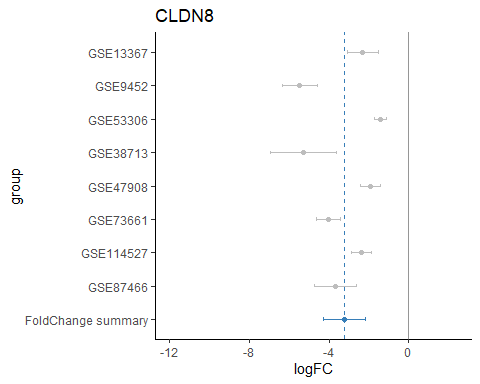 CLDN8
GSE13367
GSE9452
GSE53306
GSE38713
GSE47908
GSE73661
GSE114527
GSE87466
FoldChange summary
group
-12 -8 -4 0
logFC